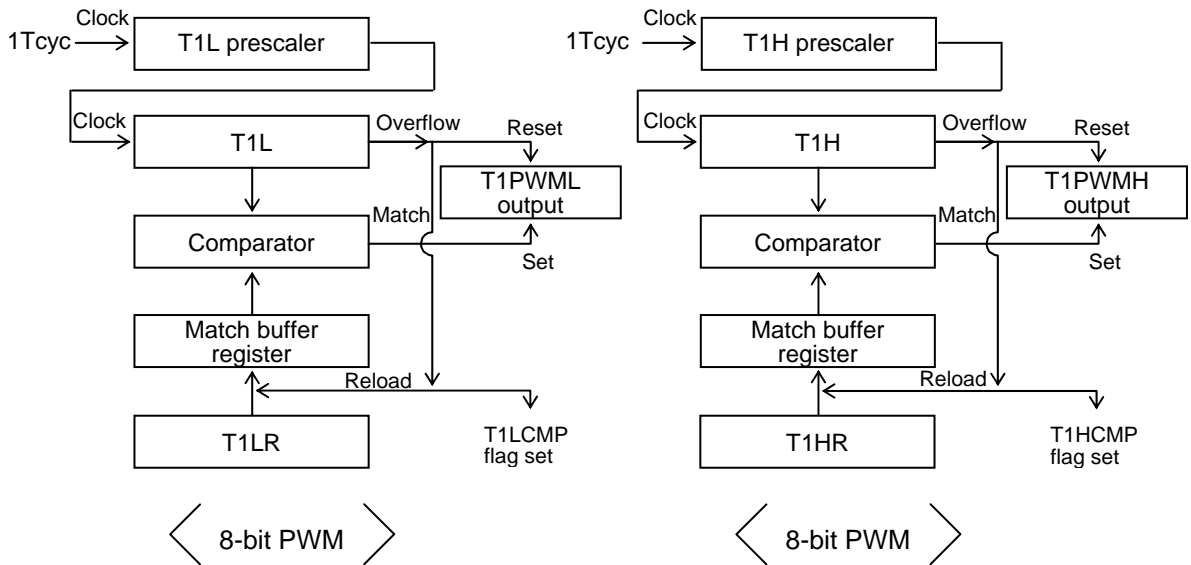 Clock
1Tcyc
T1L prescaler
Clock
T1L
Overflow
Reset
T1PWML
output
Match
Comparator
Set
Match buffer
register
Reload
T1LR
T1LCMP
flag set
8-bit PWM
Clock
1Tcyc
T1H prescaler
Clock
T1H
Overflow
Reset
T1PWMH
output
Match
Comparator
Set
Match buffer
register
Reload
T1HR
T1HCMP
flag set
8-bit PWM